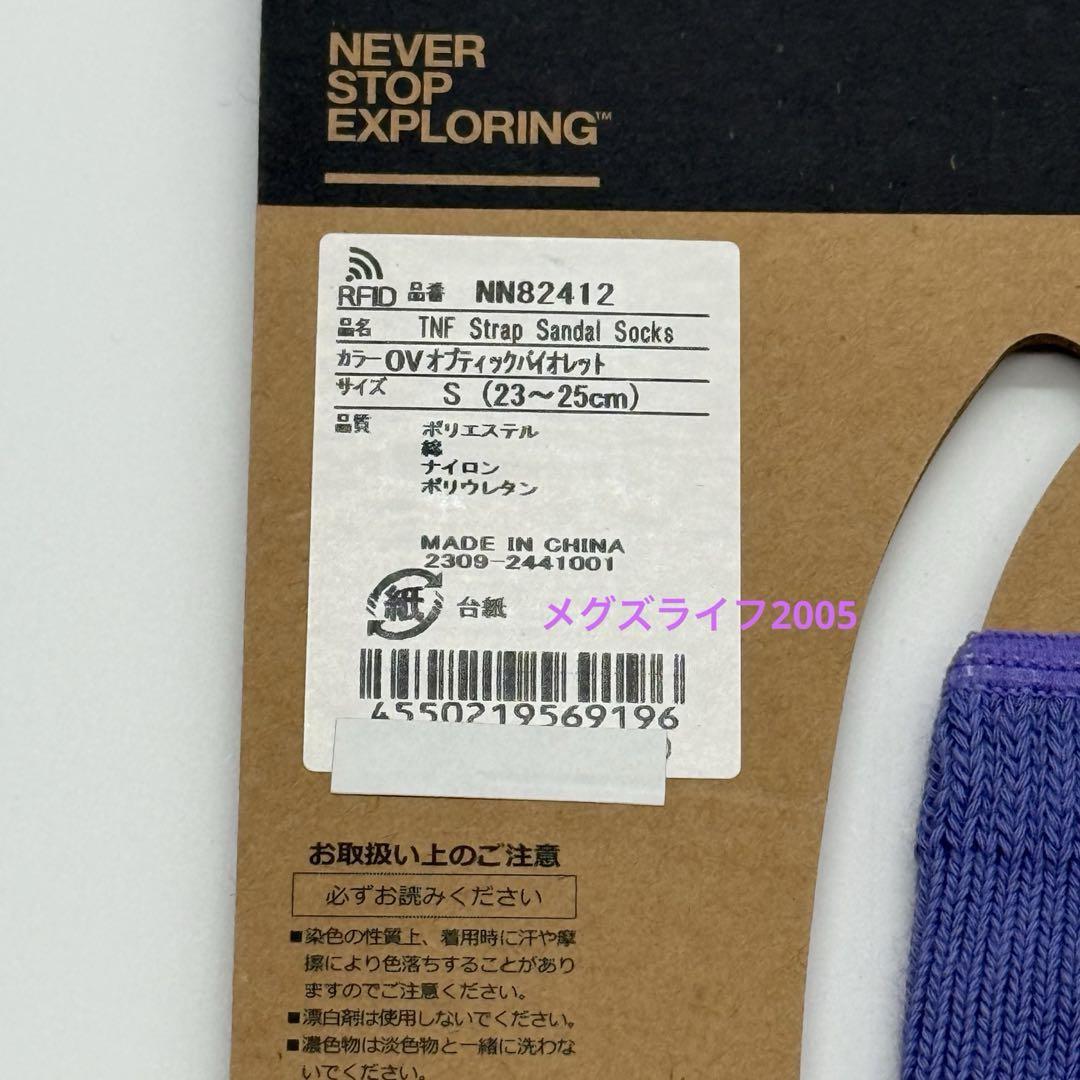 NEVER
STOP
EXPLORING™
RFID 品番 NN82412
品名 TNF Strap Sandal Socks
カラー OVオプティックバイオレット
サイズ S (23～25cm)
品質 ポリエステル
綿
ナイロン
ポリウレタン
MADE IN CHINA
2309-2441001
紙 台紙 メグズライフ2005
4550219569196
お取扱い上のご注意
必ずお読みください
■染色の性質上、着用時に汗や摩
擦により色落ちすることがあり
ますのでご注意ください。
■漂白剤は使用しないでください。
■濃色物は淡色物と一緒に洗わな
いでください。